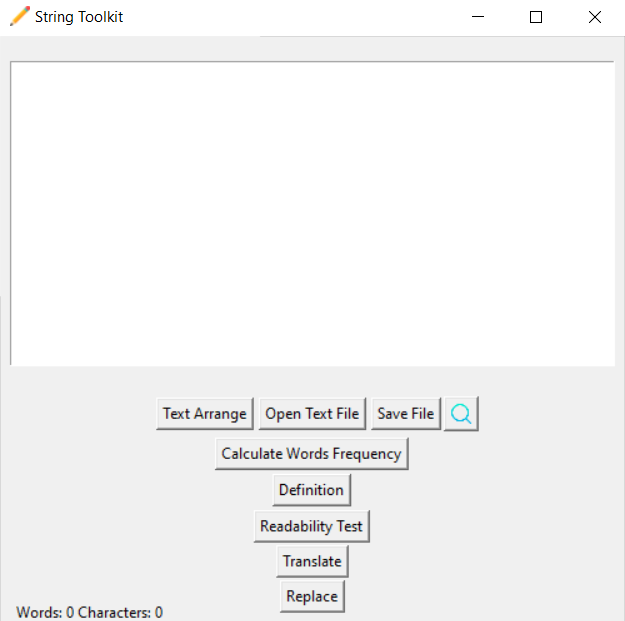 String Toolkit
Text Arrange Open Text File Save File
Calculate Words Frequency
Definition
Readability Test
Translate
Replace
Words: 0 Characters: 0